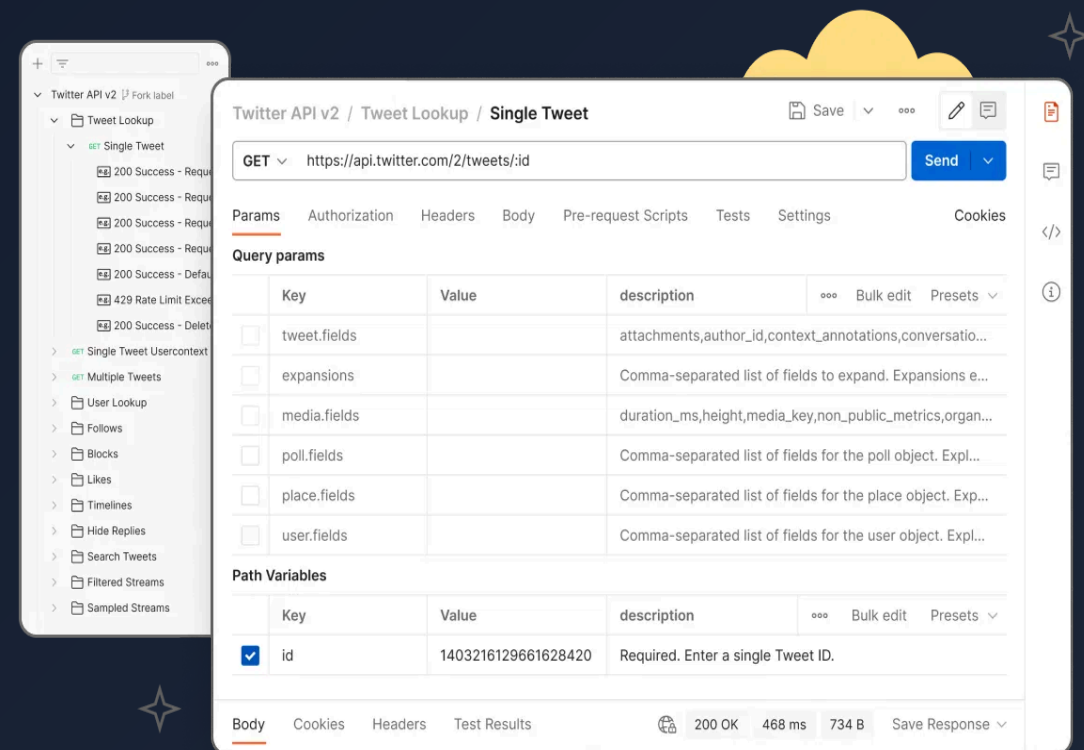 Twitter API v2 Fork label
Tweet Lookup
GET Single Tweet
e.g. 200 Success - Reque
e.g. 200 Success - Reque
e.g. 200 Success - Reque
e.g. 200 Success - Reque
e.g. 200 Success - Defau
e.g. 429 Rate Limit Excee
e.g. 200 Success - Delet
GET Single Tweet Usercontext
GET Multiple Tweets
User Lookup
Follows
Blocks
Likes
Timelines
Hide Replies
Search Tweets
Filtered Streams
Sampled Streams
Twitter API v2 / Tweet Lookup / Single Tweet Save
GET https://api.twitter.com/2/tweets/:id Send
Params Authorization Headers Body Pre-request Scripts Tests Settings Cookies
Query params
Key Value description Bulk edit Presets
tweet.fields attachments,author_id,context_annotations,conversatio...
expansions Comma-separated list of fields to expand. Expansions e...
media.fields duration_ms,height,media_key,non_public_metrics,organ...
poll.fields Comma-separated list of fields for the poll object. Expl...
place.fields Comma-separated list of fields for the place object. Exp...
user.fields Comma-separated list of fields for the user object. Expl...
Path Variables
Key Value description Bulk edit Presets
id 1403216129661628420 Required. Enter a single Tweet ID.
Body Cookies Headers Test Results 200 OK 468 ms 734 B Save Response